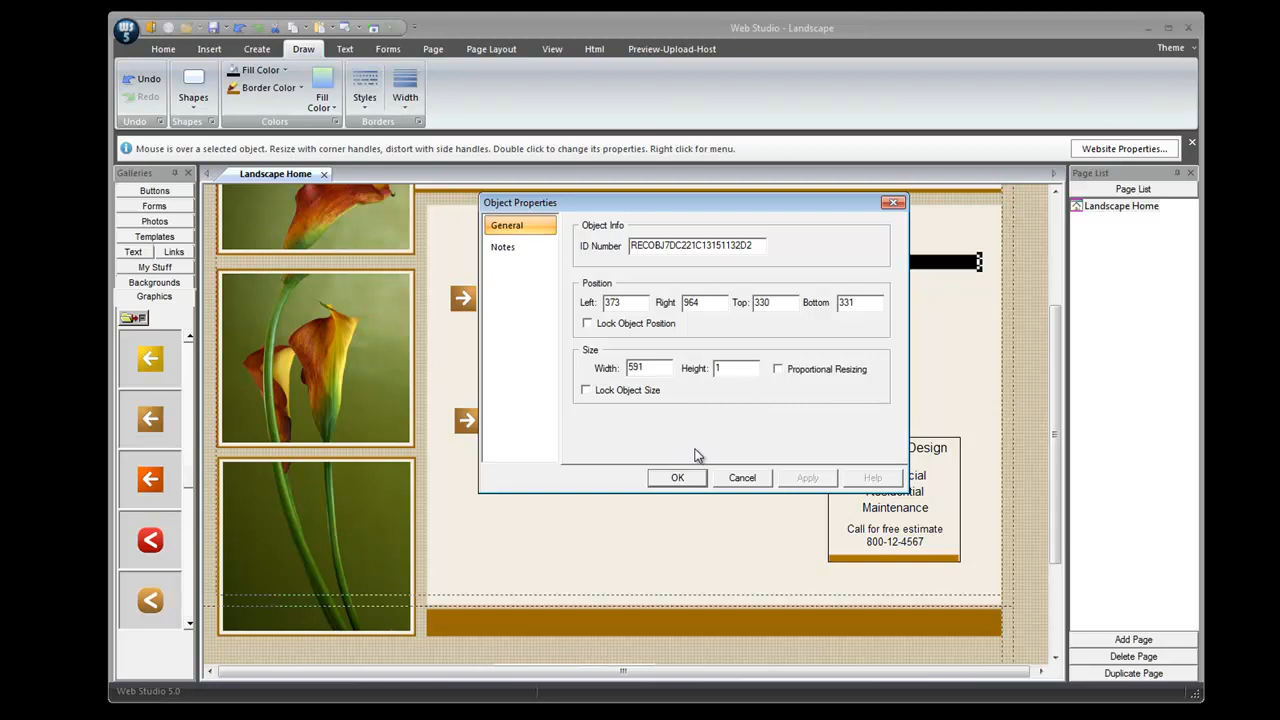 WS
5
Web Studio - Landscape
Home Insert Create Draw Text Forms Page Page Layout View Html Preview-Upload-Host
Theme
Undo
Redo
Undo
Shapes
Shapes
Fill Color
Border Color
Fill
Color
Colors
Styles
Width
Borders
Mouse is over a selected object. Resize with corner handles, distort with side handles. Double click to change its properties. Right click for menu.
Website Properties...
Galleries
Buttons
Forms
Photos
Templates
Text Links
My Stuff
Backgrounds
Graphics
Landscape Home
Object Properties
General
Notes
Object Info
ID Number RECOBJ7DC221C13151132D2
Position
Left: 373 Right 964 Top: 330 Bottom 331
Lock Object Position
Size
Width: 591 Height: 1 Proportional Resizing
Lock Object Size
OK Cancel Apply Help
Design
Maintenance
Call for free estimate
800-12-4567
Page List
Page List
Landscape Home
Add Page
Delete Page
Duplicate Page
Web Studio 5.0